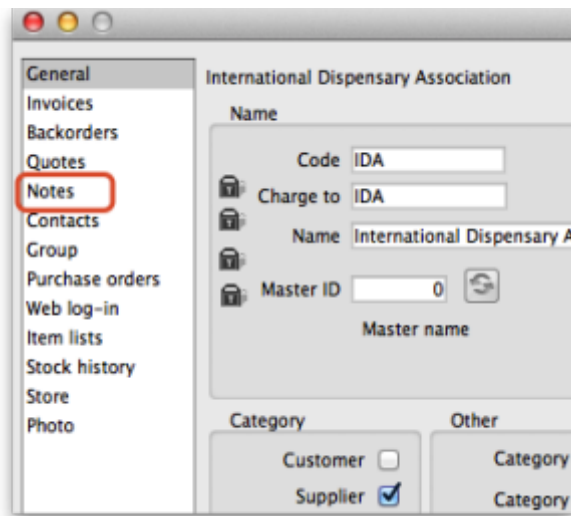 General
Invoices
Backorders
Quotes
Notes
Contacts
Group
Purchase orders
Web log-in
Item lists
Stock history
Store
Photo
International Dispensary Association
Name
Code IDA
Charge to IDA
Name International Dispensary A
Master ID 0
Master name
Category
Customer
Supplier
Other
Category
Category